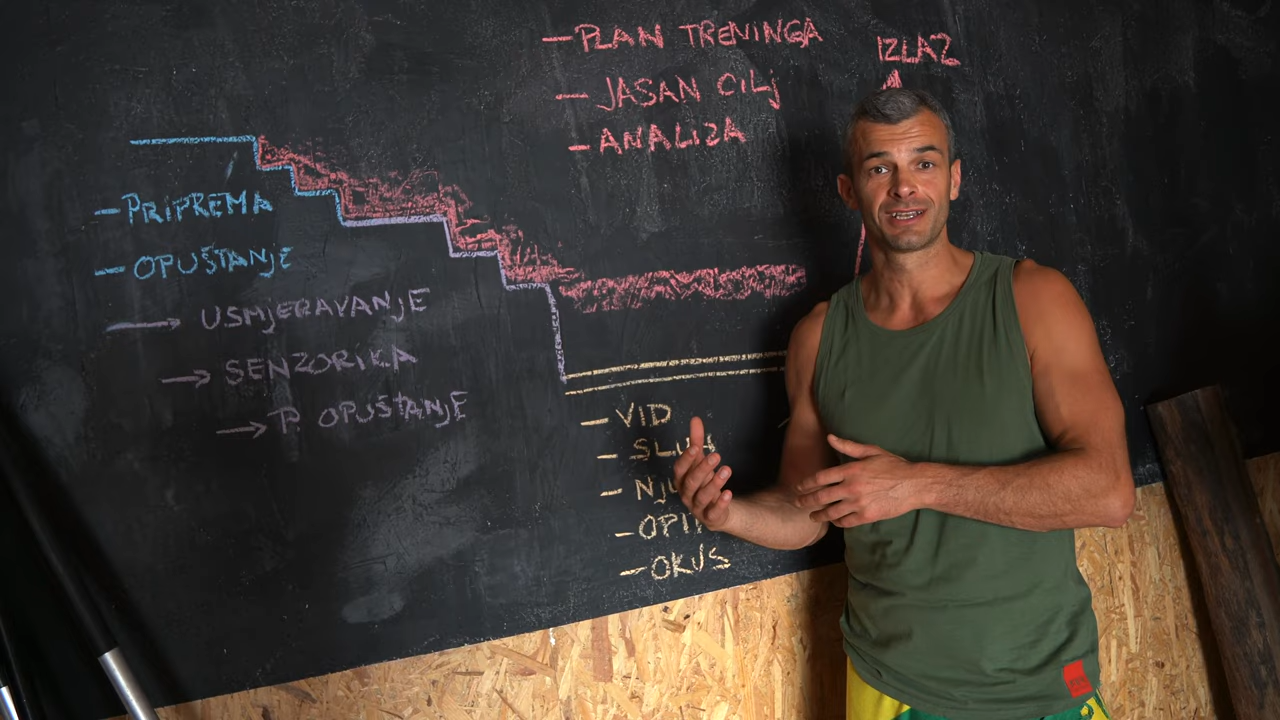 - PLAN TRENINGA
- JASAN CILJ
- ANALIZA
IZLAZ
- PRIPREMA
- OPUŠTANJE
→ USMJERAVANJE
→ SENZORIKA
→ P. OPUŠTANJE
- VID
- OKUS